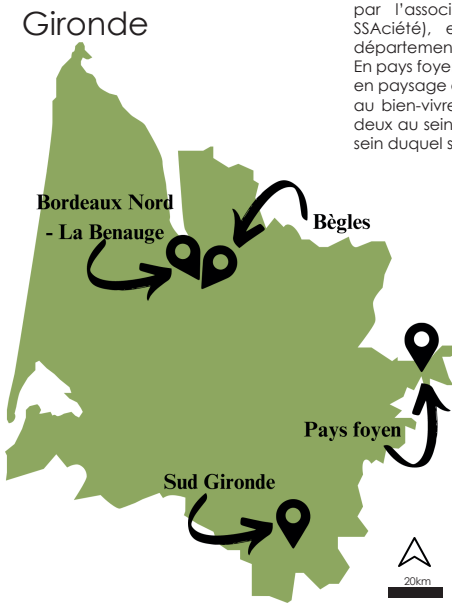 Gironde
par l'associ
SSAciété), e
département
En pays foye
en paysage
au bien-vivre
deux au sein
sein duquel s
Bordeaux Nord
- La Benauge
Bègles
Pays foyen
Sud Gironde
20km